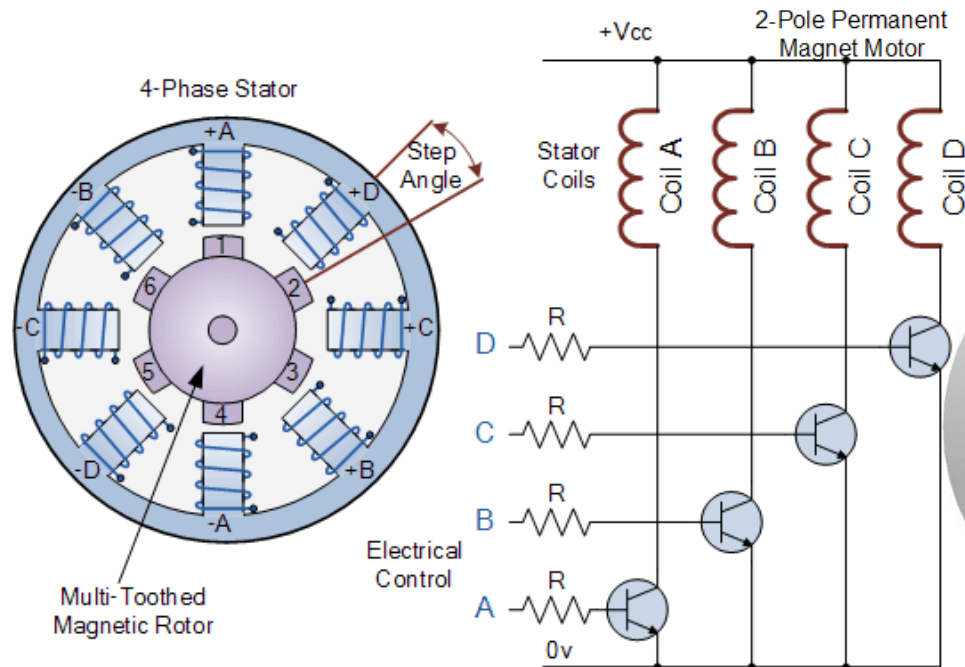 4-Phase Stator
+A
-B
+D
Step
Angle
1
6
2
-C
+C
5
3
4
-D
+B
-A
Multi-Toothed
Magnetic Rotor
2-Pole Permanent
Magnet Motor
+Vcc
Stator
Coils
Coil A
Coil B
Coil C
Coil D
R
D
R
C
R
B
Electrical
Control
R
A
0v